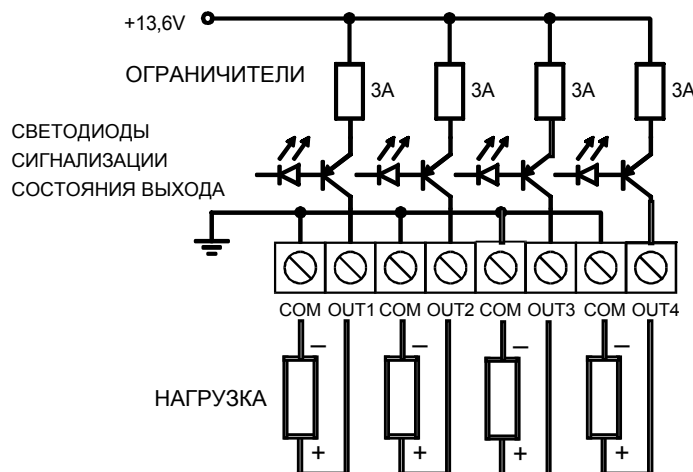 +13,6V
ОГРАНИЧИТЕЛИ
3A 3A 3A 3A
СВЕТОДИОДЫ
СИГНАЛИЗАЦИИ
СОСТОЯНИЯ ВЫХОДА
COM OUT1 COM OUT2 COM OUT3 COM OUT4
– – – –
НАГРУЗКА
+ + + +